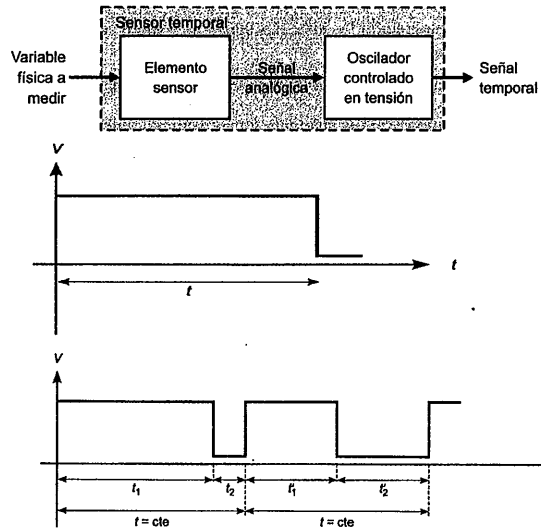 Sensor temporal
Variable
física a
medir
Elemento
sensor
Señal
analógica
Oscilador
controlado
en tensión
Señal
temporal
V
t
t
V
t₁
t₂
t'₁
t'₂
t = cte
t = cte